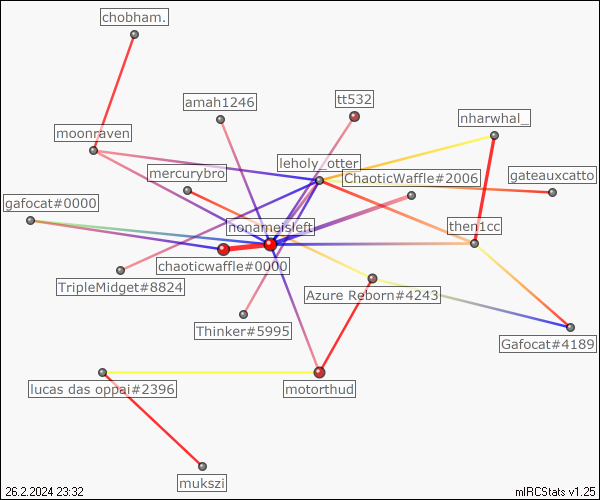 chobham.
amah1246
tt532
nharwhal_
moonraven
leholy_otter
mercurybro
ChaoticWaffle#2006
gateauxcatto
gafocat#0000
nonameisleft
then1cc
chaoticwaffle#0000
TripleMidget#8824
Azure Reborn#4243
Thinker#5995
Gafocat#4189
lucas das oppai#2396
motorthud
mukszi
26.2.2024 23:32
mIRCStats v1.25